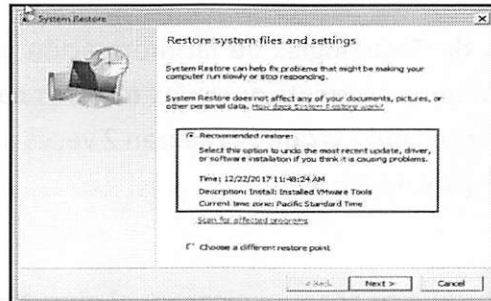 System Restore
Restore system files and settings
System Restore can help fix problems that might be making your
computer run slowly or stop responding.
System Restore does not affect any of your documents, pictures, or
other personal data. How does System Restore work?
Recommended restore:
Select this option to undo the most recent update, driver,
or software installation if you think it is causing problems.
Time: 12/22/2017 11:48:24 AM
Description: Install: Installed VMware Tools
Current time zone: Pacific Standard Time
Scan for affected programs
Choose a different restore point
< Back
Next >
Cancel